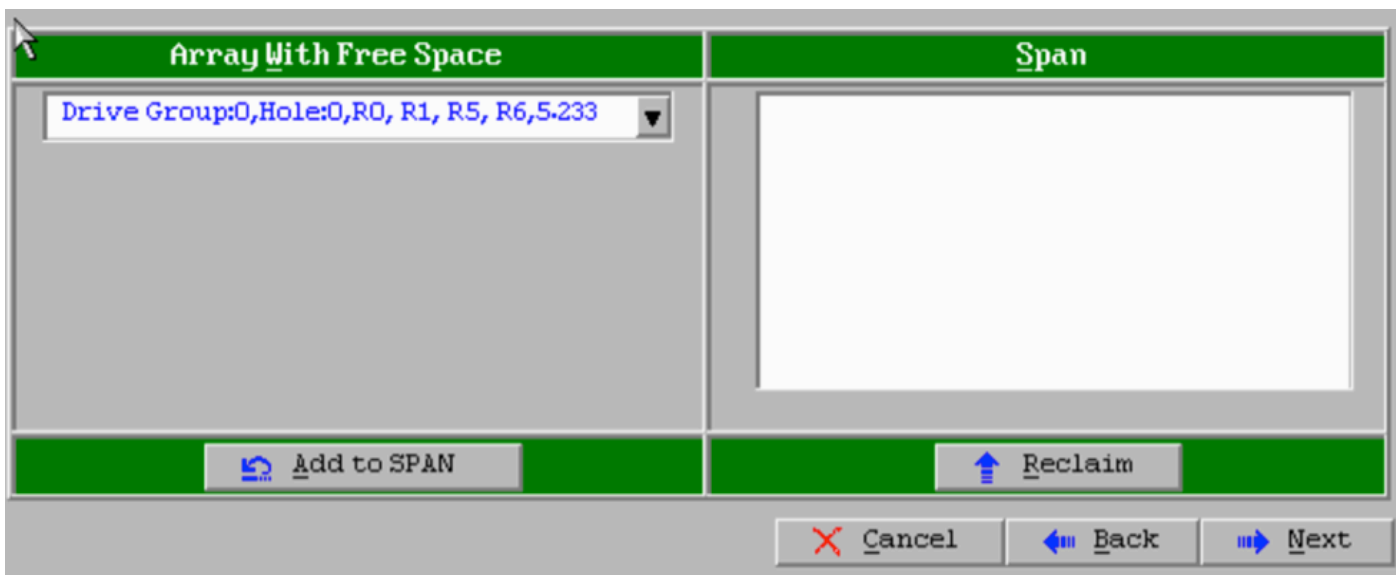 Array With Free Space
Span
Drive Group:0,Hole:0,R0, R1, R5, R6,5.233
Add to SPAN
Reclaim
Cancel
Back
Next